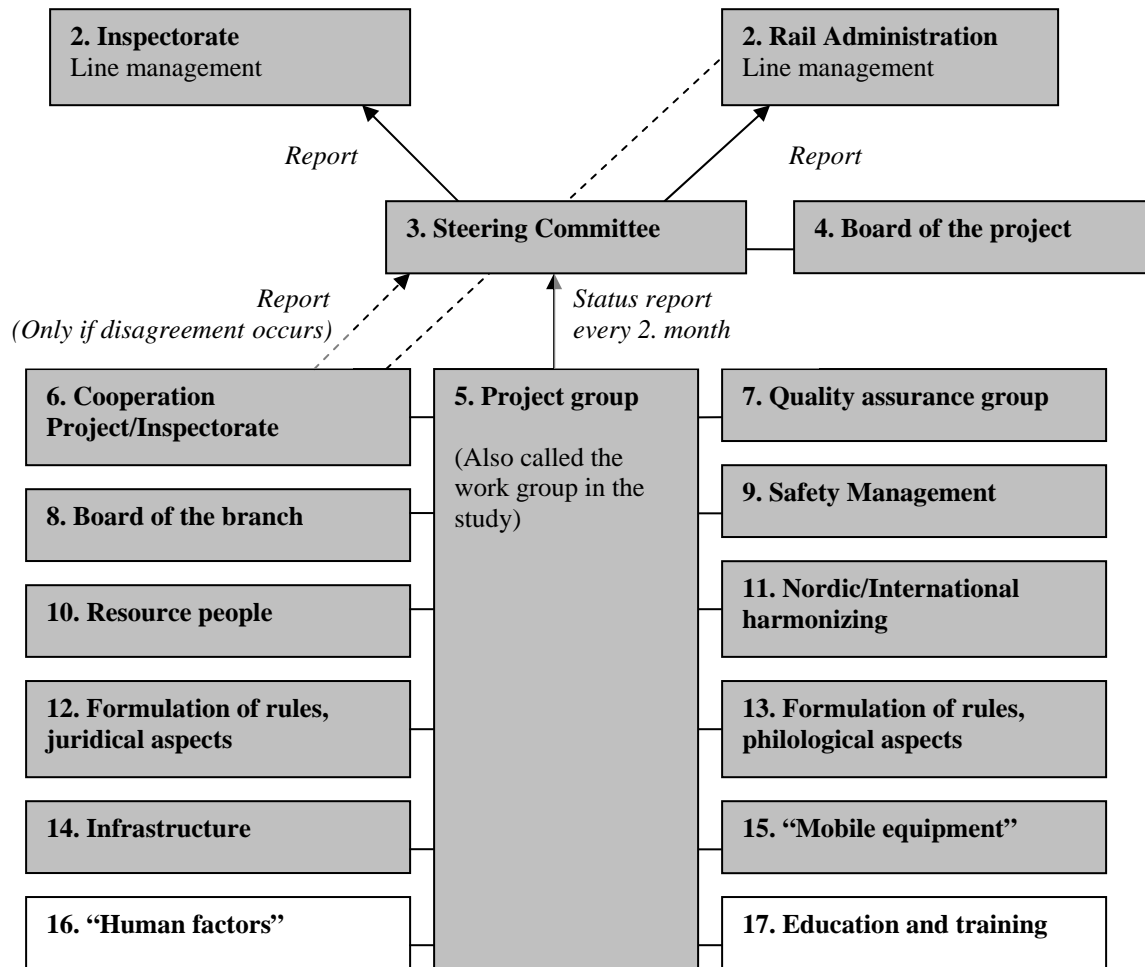 2. Inspectorate
Line management
2. Rail Administration
Line management
Report
Report
3. Steering Committee
4. Board of the project
Report
(Only if disagreement occurs)
Status report
every 2. month
6. Cooperation
Project/Inspectorate
5. Project group
(Also called the
work group in the
study)
7. Quality assurance group
8. Board of the branch
9. Safety Management
10. Resource people
11. Nordic/International
harmonizing
12. Formulation of rules,
juridical aspects
13. Formulation of rules,
philological aspects
14. Infrastructure
15. “Mobile equipment”
16. “Human factors”
17. Education and training